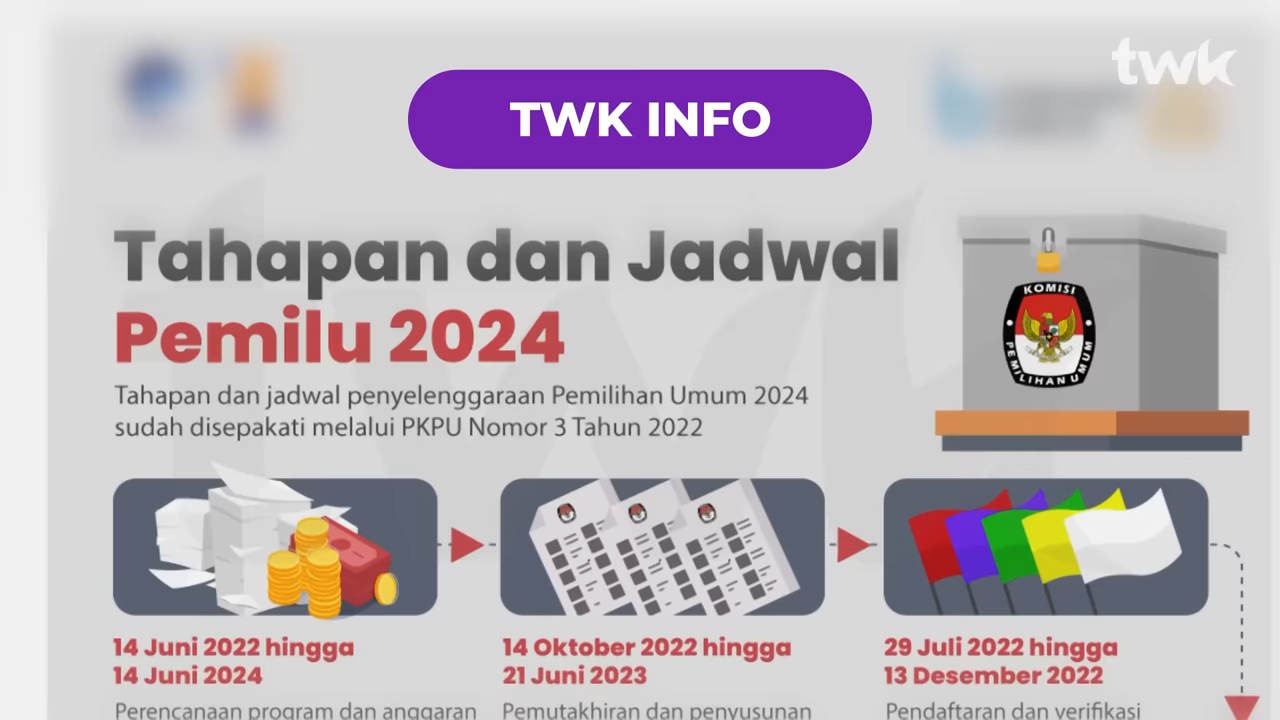 twk
TWK INFO
Tahapan dan Jadwal
Pemilu 2024
Tahapan dan jadwal penyelenggaraan Pemilihan Umum 2024
sudah disepakati melalui PKPU Nomor 3 Tahun 2022
KOMISI
PEMILIHAN UMUM
14 Juni 2022 hingga
14 Juni 2024
Perencanaan program dan anggaran
14 Oktober 2022 hingga
21 Juni 2023
Pemutakhiran dan penyusunan
29 Juli 2022 hingga
13 Desember 2022
Pendaftaran dan verifikasi